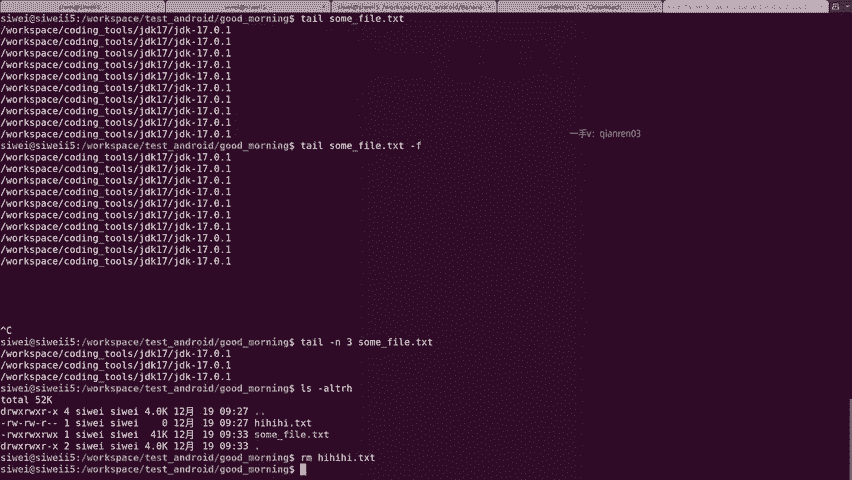 siwei@siweii5:/workspace/test_android/good_morning$ tail some_file.txt
/workspace/coding_tools/jdk17/jdk-17.0.1
/workspace/coding_tools/jdk17/jdk-17.0.1
/workspace/coding_tools/jdk17/jdk-17.0.1
/workspace/coding_tools/jdk17/jdk-17.0.1
/workspace/coding_tools/jdk17/jdk-17.0.1
/workspace/coding_tools/jdk17/jdk-17.0.1
/workspace/coding_tools/jdk17/jdk-17.0.1
/workspace/coding_tools/jdk17/jdk-17.0.1
/workspace/coding_tools/jdk17/jdk-17.0.1
/workspace/coding_tools/jdk17/jdk-17.0.1
一手v: qianren03
siwei@siweii5:/workspace/test_android/good_morning$ tail some_file.txt -f
/workspace/coding_tools/jdk17/jdk-17.0.1
/workspace/coding_tools/jdk17/jdk-17.0.1
/workspace/coding_tools/jdk17/jdk-17.0.1
/workspace/coding_tools/jdk17/jdk-17.0.1
/workspace/coding_tools/jdk17/jdk-17.0.1
/workspace/coding_tools/jdk17/jdk-17.0.1
/workspace/coding_tools/jdk17/jdk-17.0.1
/workspace/coding_tools/jdk17/jdk-17.0.1
/workspace/coding_tools/jdk17/jdk-17.0.1
/workspace/coding_tools/jdk17/jdk-17.0.1
^C
siwei@siweii5:/workspace/test_android/good_morning$ tail -n 3 some_file.txt
/workspace/coding_tools/jdk17/jdk-17.0.1
/workspace/coding_tools/jdk17/jdk-17.0.1
/workspace/coding_tools/jdk17/jdk-17.0.1
siwei@siweii5:/workspace/test_android/good_morning$ ls -altrh
total 52K
drwxrwxr-x 4 siwei siwei 4.0K 12月 19 09:27 ..
-rw-rw-r-- 1 siwei siwei 0 12月 19 09:27 hihihi.txt
-rwxrwxrwx 1 siwei siwei 41K 12月 19 09:33 some_file.txt
drwxrwxr-x 2 siwei siwei 4.0K 12月 19 09:33 .
siwei@siweii5:/workspace/test_android/good_morning$ rm hihihi.txt
siwei@siweii5:/workspace/test_android/good_morning$